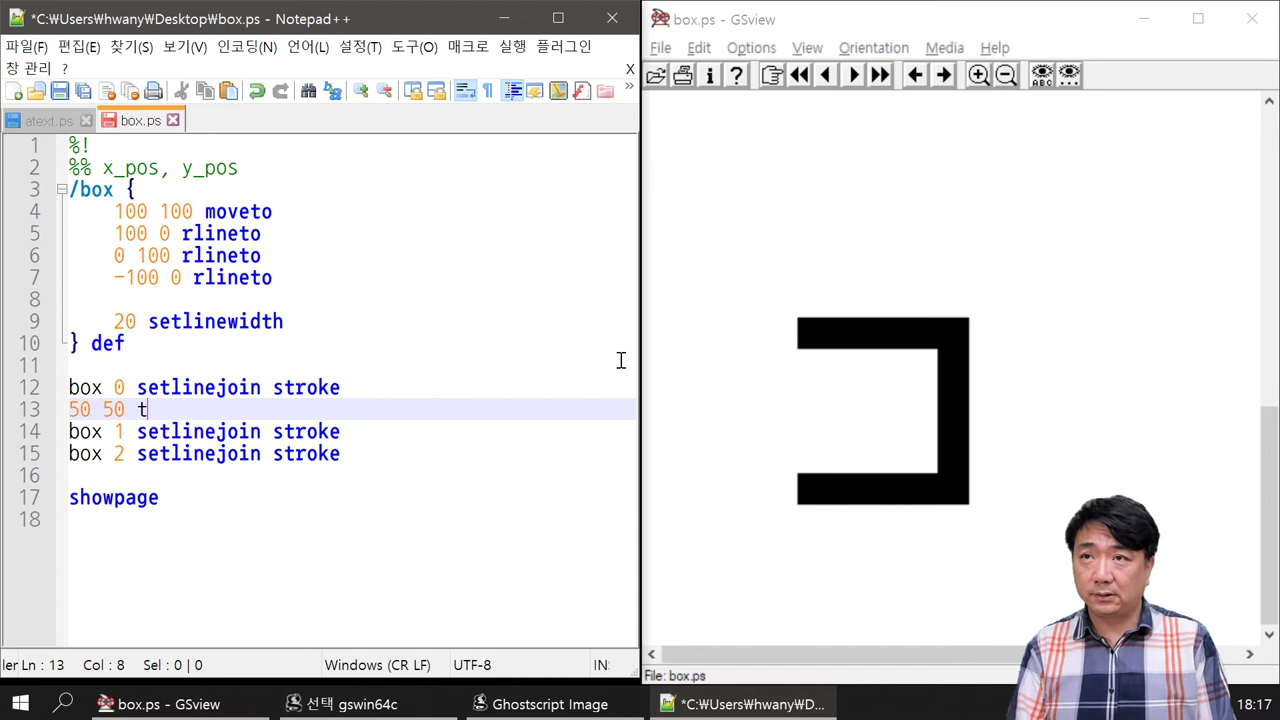 *C:₩Users₩hwany₩Desktop₩box.ps - Notepad++
파일(F) 편집(E) 찾기(S) 보기(V) 인코딩(N) 언어(L) 설정(T) 도구(O) 매크로 실행 플러그인
창 관리 ? X
atext.ps box.ps
1 %!
2 %% x_pos, y_pos
3 /box {
4 100 100 moveto
5 100 0 rlineto
6 0 100 rlineto
7 -100 0 rlineto
8
9 20 setlinewidth
10 } def
11
12 box 0 setlinejoin stroke
13 50 50 t
14 box 1 setlinejoin stroke
15 box 2 setlinejoin stroke
16
17 showpage
18
ler Ln : 13 Col : 8 Sel : 0 | 0 Windows (CR LF) UTF-8 IN:
box.ps - GSview
File Edit Options View Orientation Media Help
ABC
File: box.ps
box.ps - GSview 선택 gswin64c Ghostscript Image *C:₩Users₩hwany₩D... 18:17